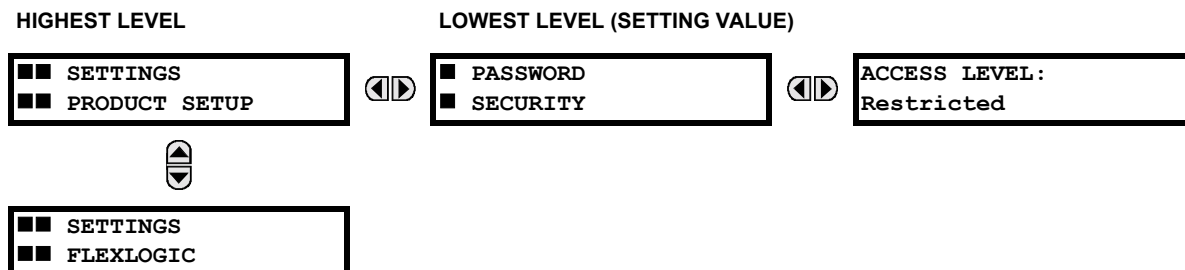 HIGHEST LEVEL
LOWEST LEVEL (SETTING VALUE)
SETTINGS
PRODUCT SETUP
PASSWORD
SECURITY
ACCESS LEVEL:
Restricted
SETTINGS
FLEXLOGIC